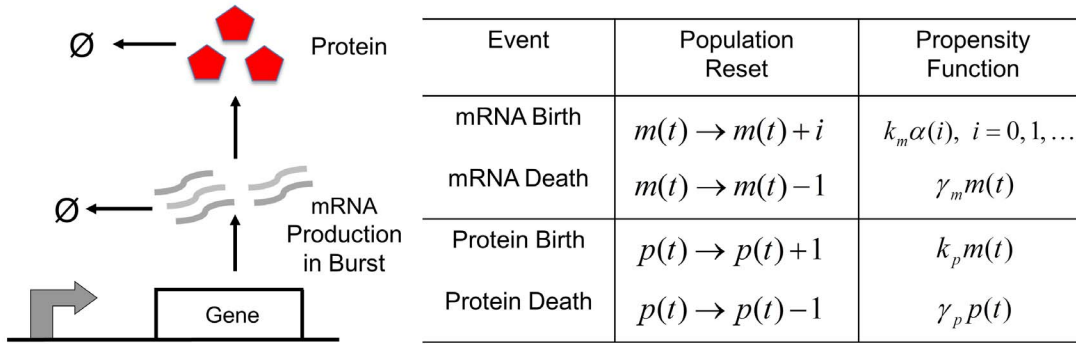 Ø
Protein
Ø
mRNA
Production
in Burst
Gene
Event
Population
Reset
Propensity
Function
mRNA Birth
m(t) → m(t) + i
k_m α(i), i = 0, 1, …
mRNA Death
m(t) → m(t) − 1
γ_m m(t)
Protein Birth
p(t) → p(t) + 1
k_p m(t)
Protein Death
p(t) → p(t) − 1
γ_p p(t)